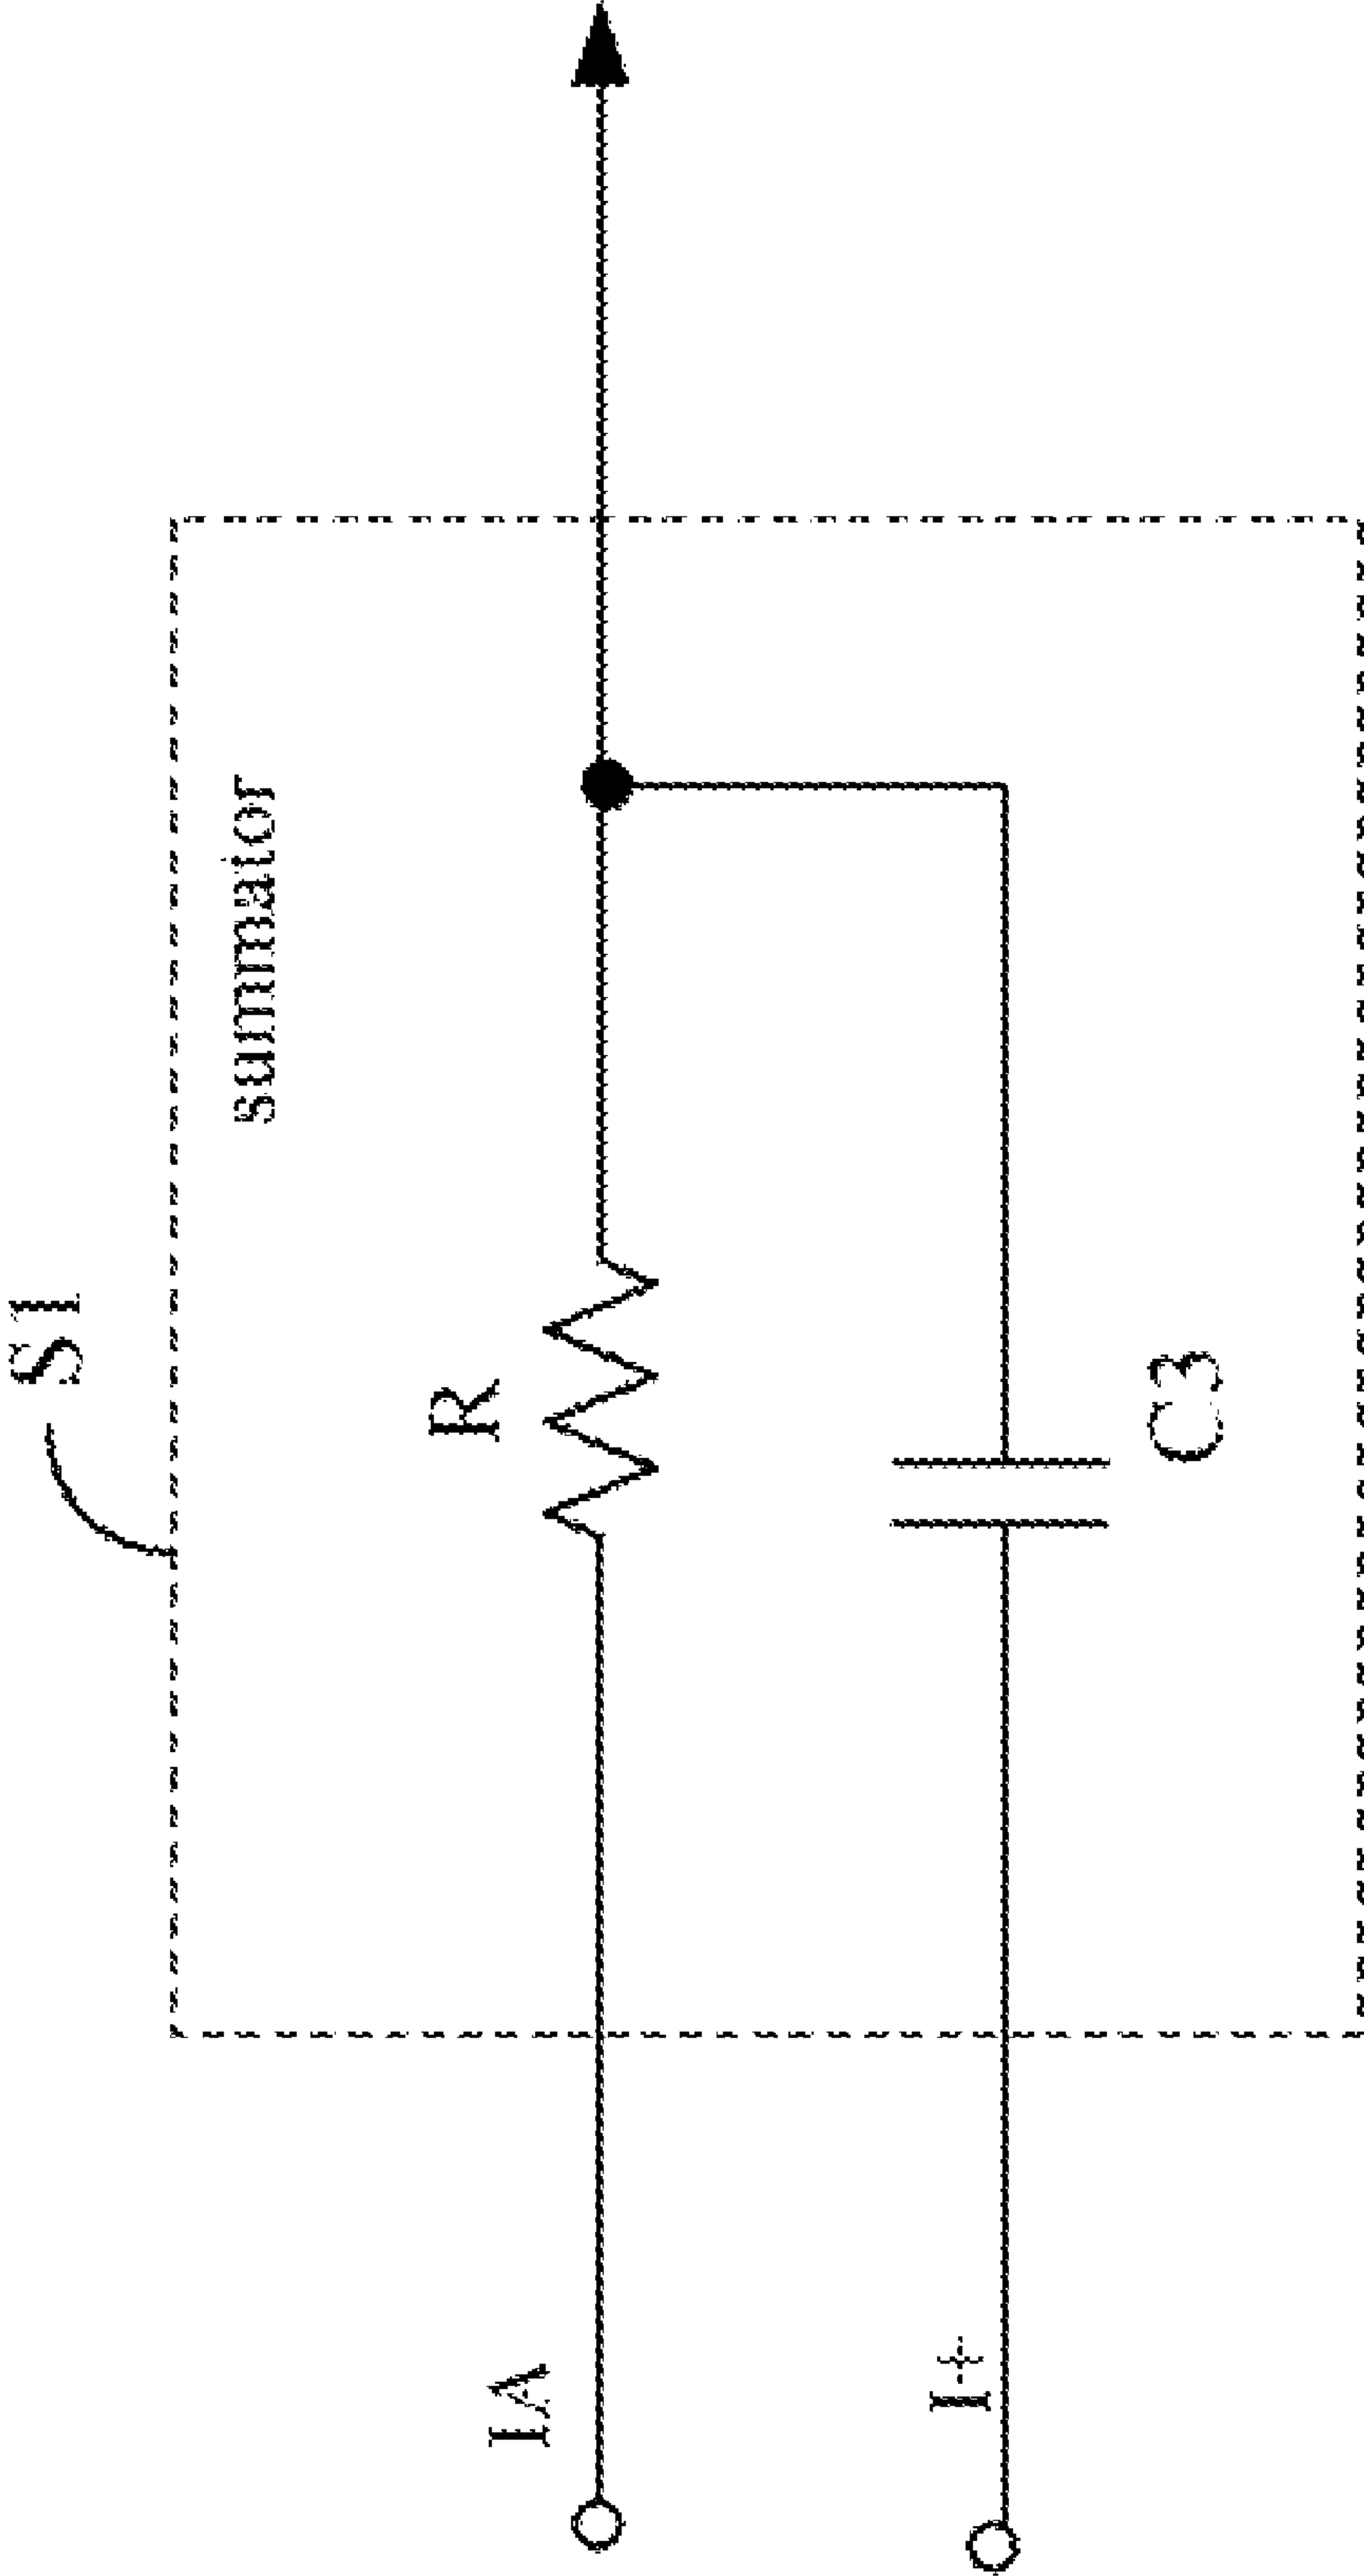 S1
summator
R
C3
IA
I+